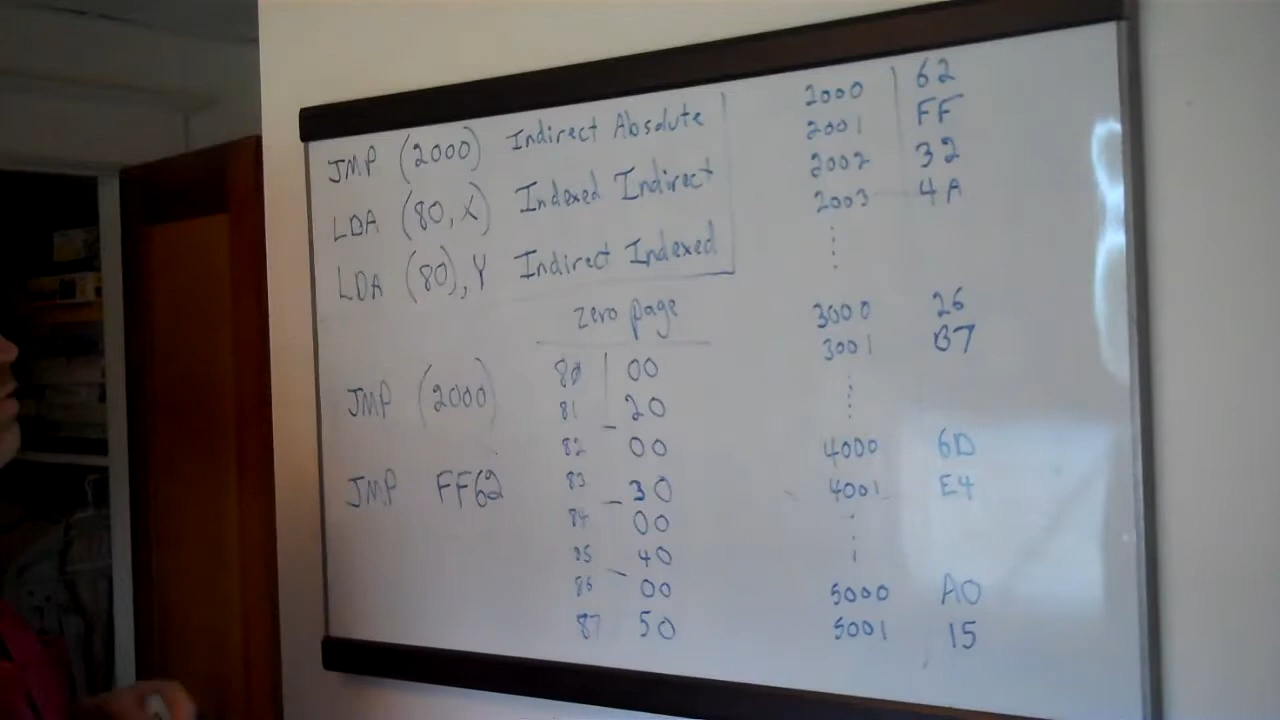 JMP (2000) Indirect Absolute
LDA (80, X) Indexed Indirect
LDA (80), Y Indirect Indexed
zero page
80 00
81 20
82 00
83 30
84 00
85 40
86 00
87 50
JMP (2000)
JMP FF62
2000 62
2001 FF
2002 32
2003 4A
3000 26
3001 B7
4000 6D
4001 E4
5000 A0
5001 15